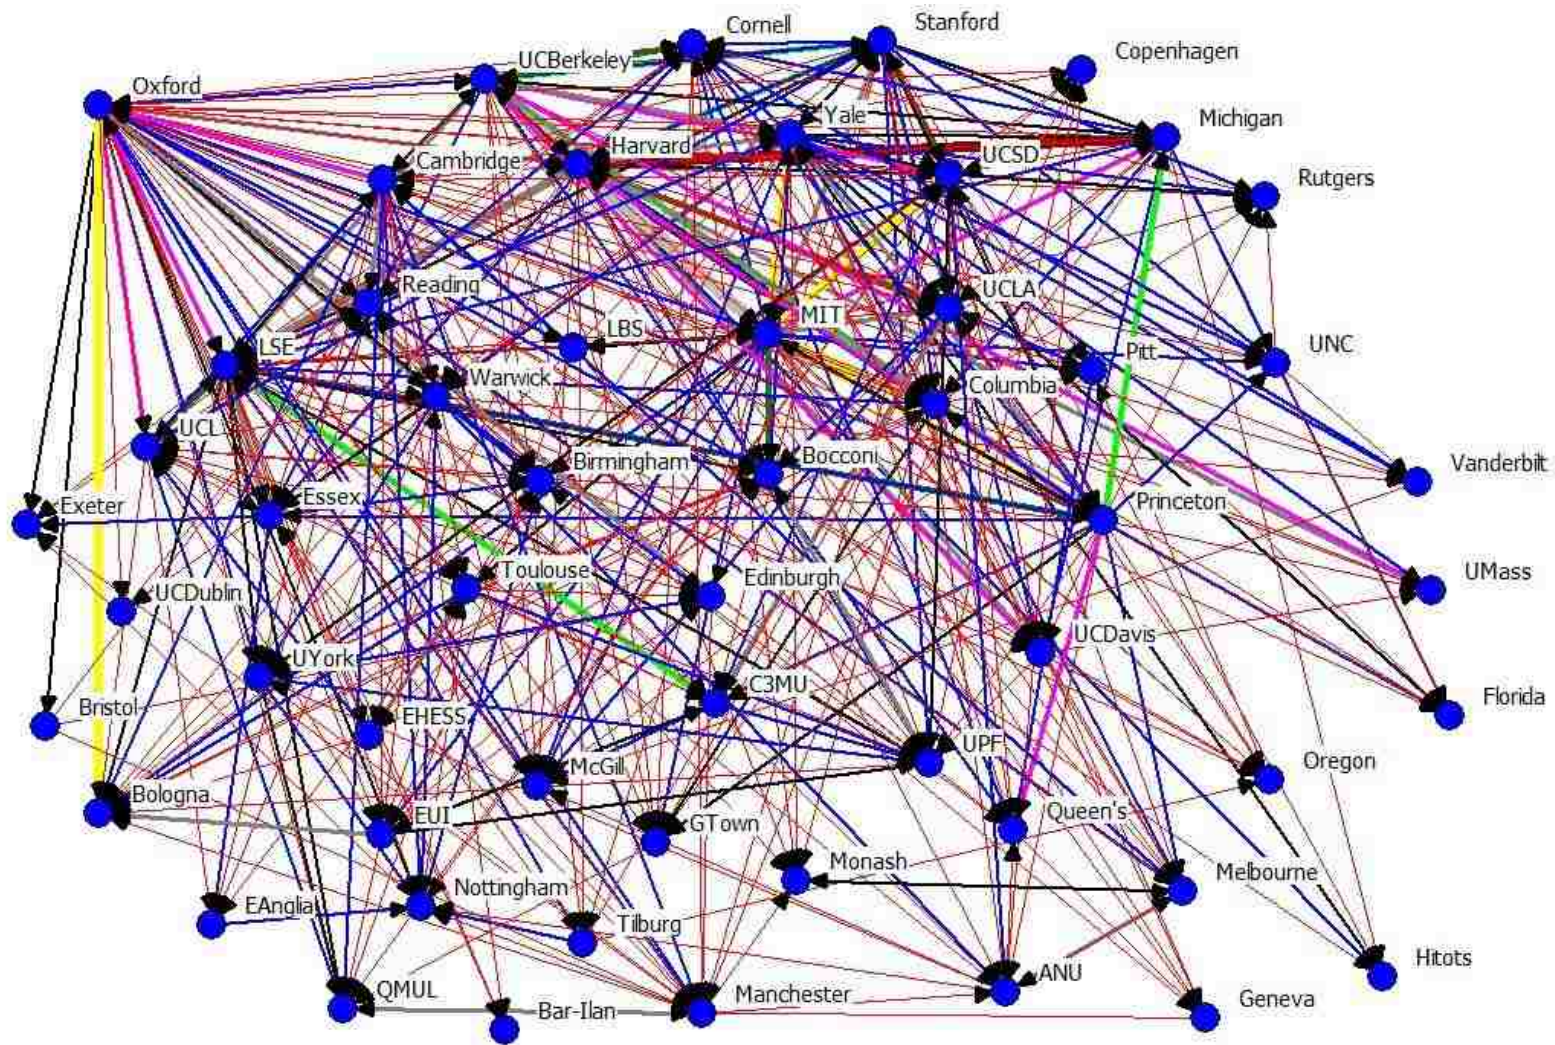 Cornell
Stanford
UCBerkeley
Copenhagen
Oxford
Yale
Michigan
Harvard
UCSD
Cambridge
Rutgers
Reading
UCLA
LBS
MIT
LSE
Pitt
UNC
Warwick
Columbia
UCL
Birmingham
Bocconi
Vanderbilt
Exeter
Essex
Princeton
Toulouse
Edinburgh
UMass
UCDublin
UCDavis
UYork
C3MU
Bristol
EHESS
Florida
UPF
McGill
Oregon
Bologna
EUI
GTown
Queen's
Monash
Melbourne
Nottingham
EAnglia
Tilburg
Hitots
ANU
QMUL
Manchester
Geneva
Bar-Ilan